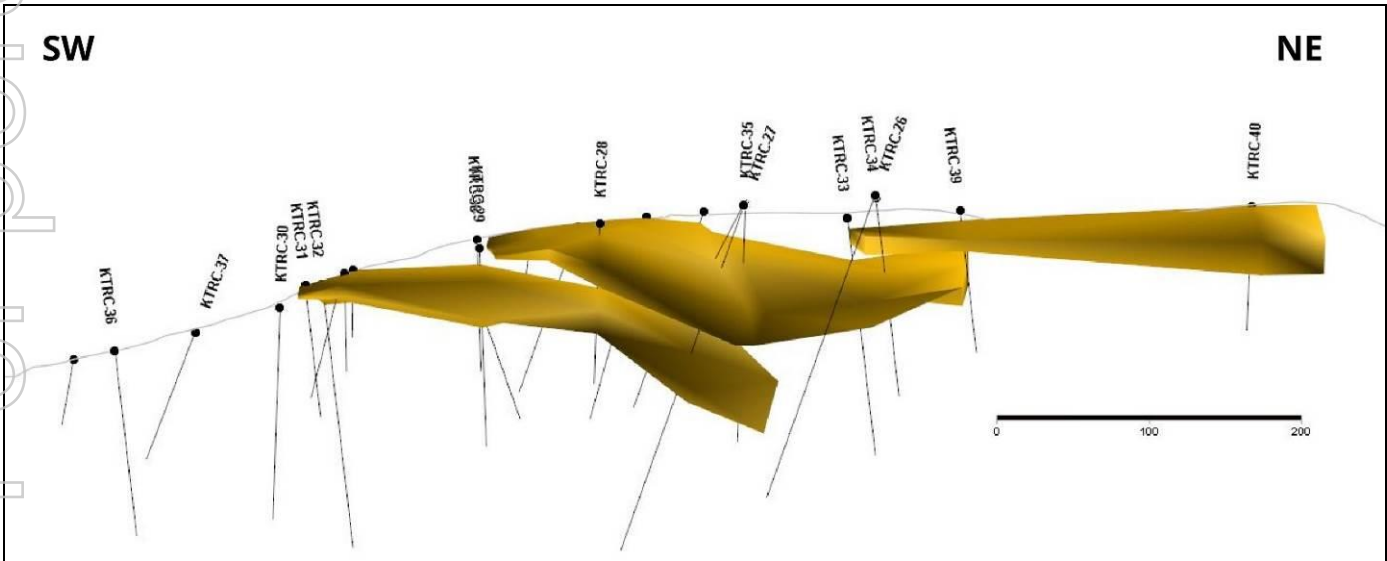 SW
NE
KTRC-36
KTRC-37
KTRC-30
KTRC-31
KTRC-32
KTRC-28
KTRC-35
KTRC-27
KTRC-33
KTRC-34
KTRC-26
KTRC-39
KTRC-40
0 100 200